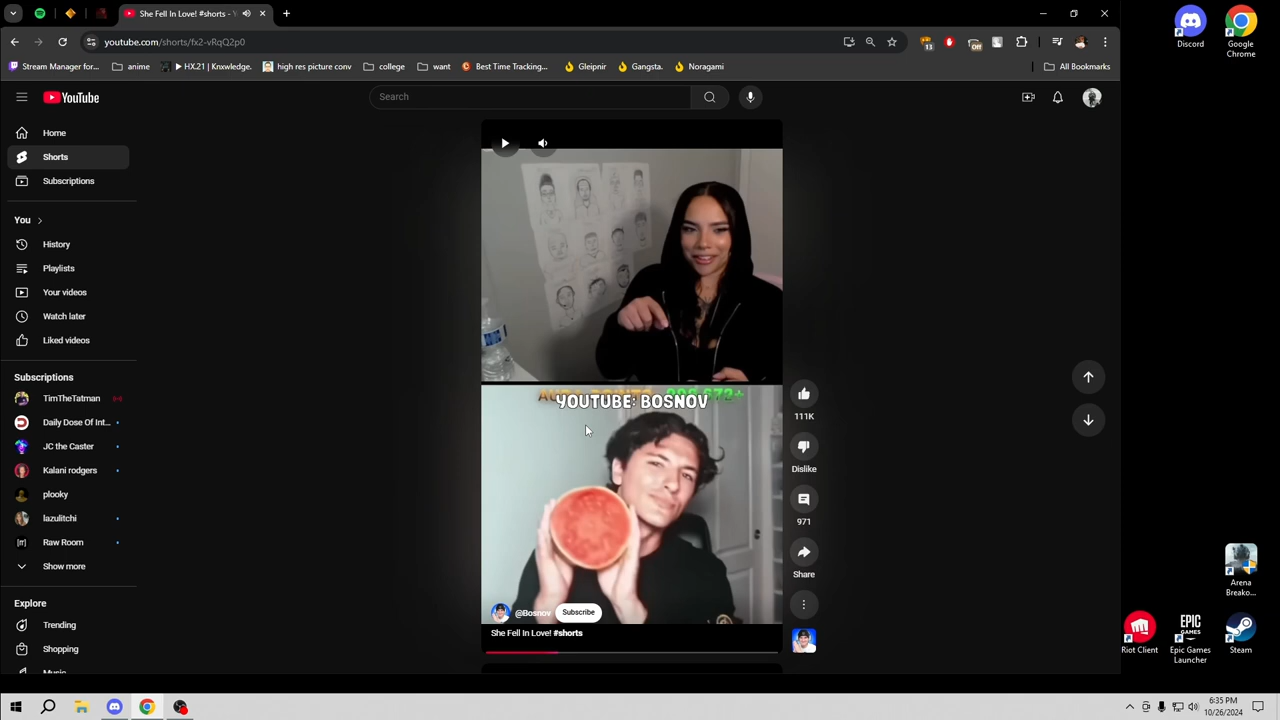 She Fell In Love! #shorts - Y
youtube.com/shorts/fx2-vRqQ2p0
11
Off
Stream Manager for...
anime
HX.21 | Knwledge.
high res picture conv
college
want
Best Time Tracking,...
Gleipnir
Gangsta.
Noragami
All Bookmarks
YouTube
Search
Home
Shorts
Subscriptions
You
History
Playlists
Your videos
Watch later
Liked videos
Subscriptions
TimTheTatman
Daily Dose Of Int...
JC the Caster
Kalani rodgers
plooky
lazulitchi
Raw Room
Show more
Explore
Trending
Shopping
Music
YOUTUBE: BOSNOV
@Bosnov
Subscribe
She Fell In Love! #shorts
111K
Dislike
971
Share
Discord
Google
Chrome
Arena
Breako...
Riot Client
Epic Games
Launcher
Steam
6:35 PM
10/26/2024